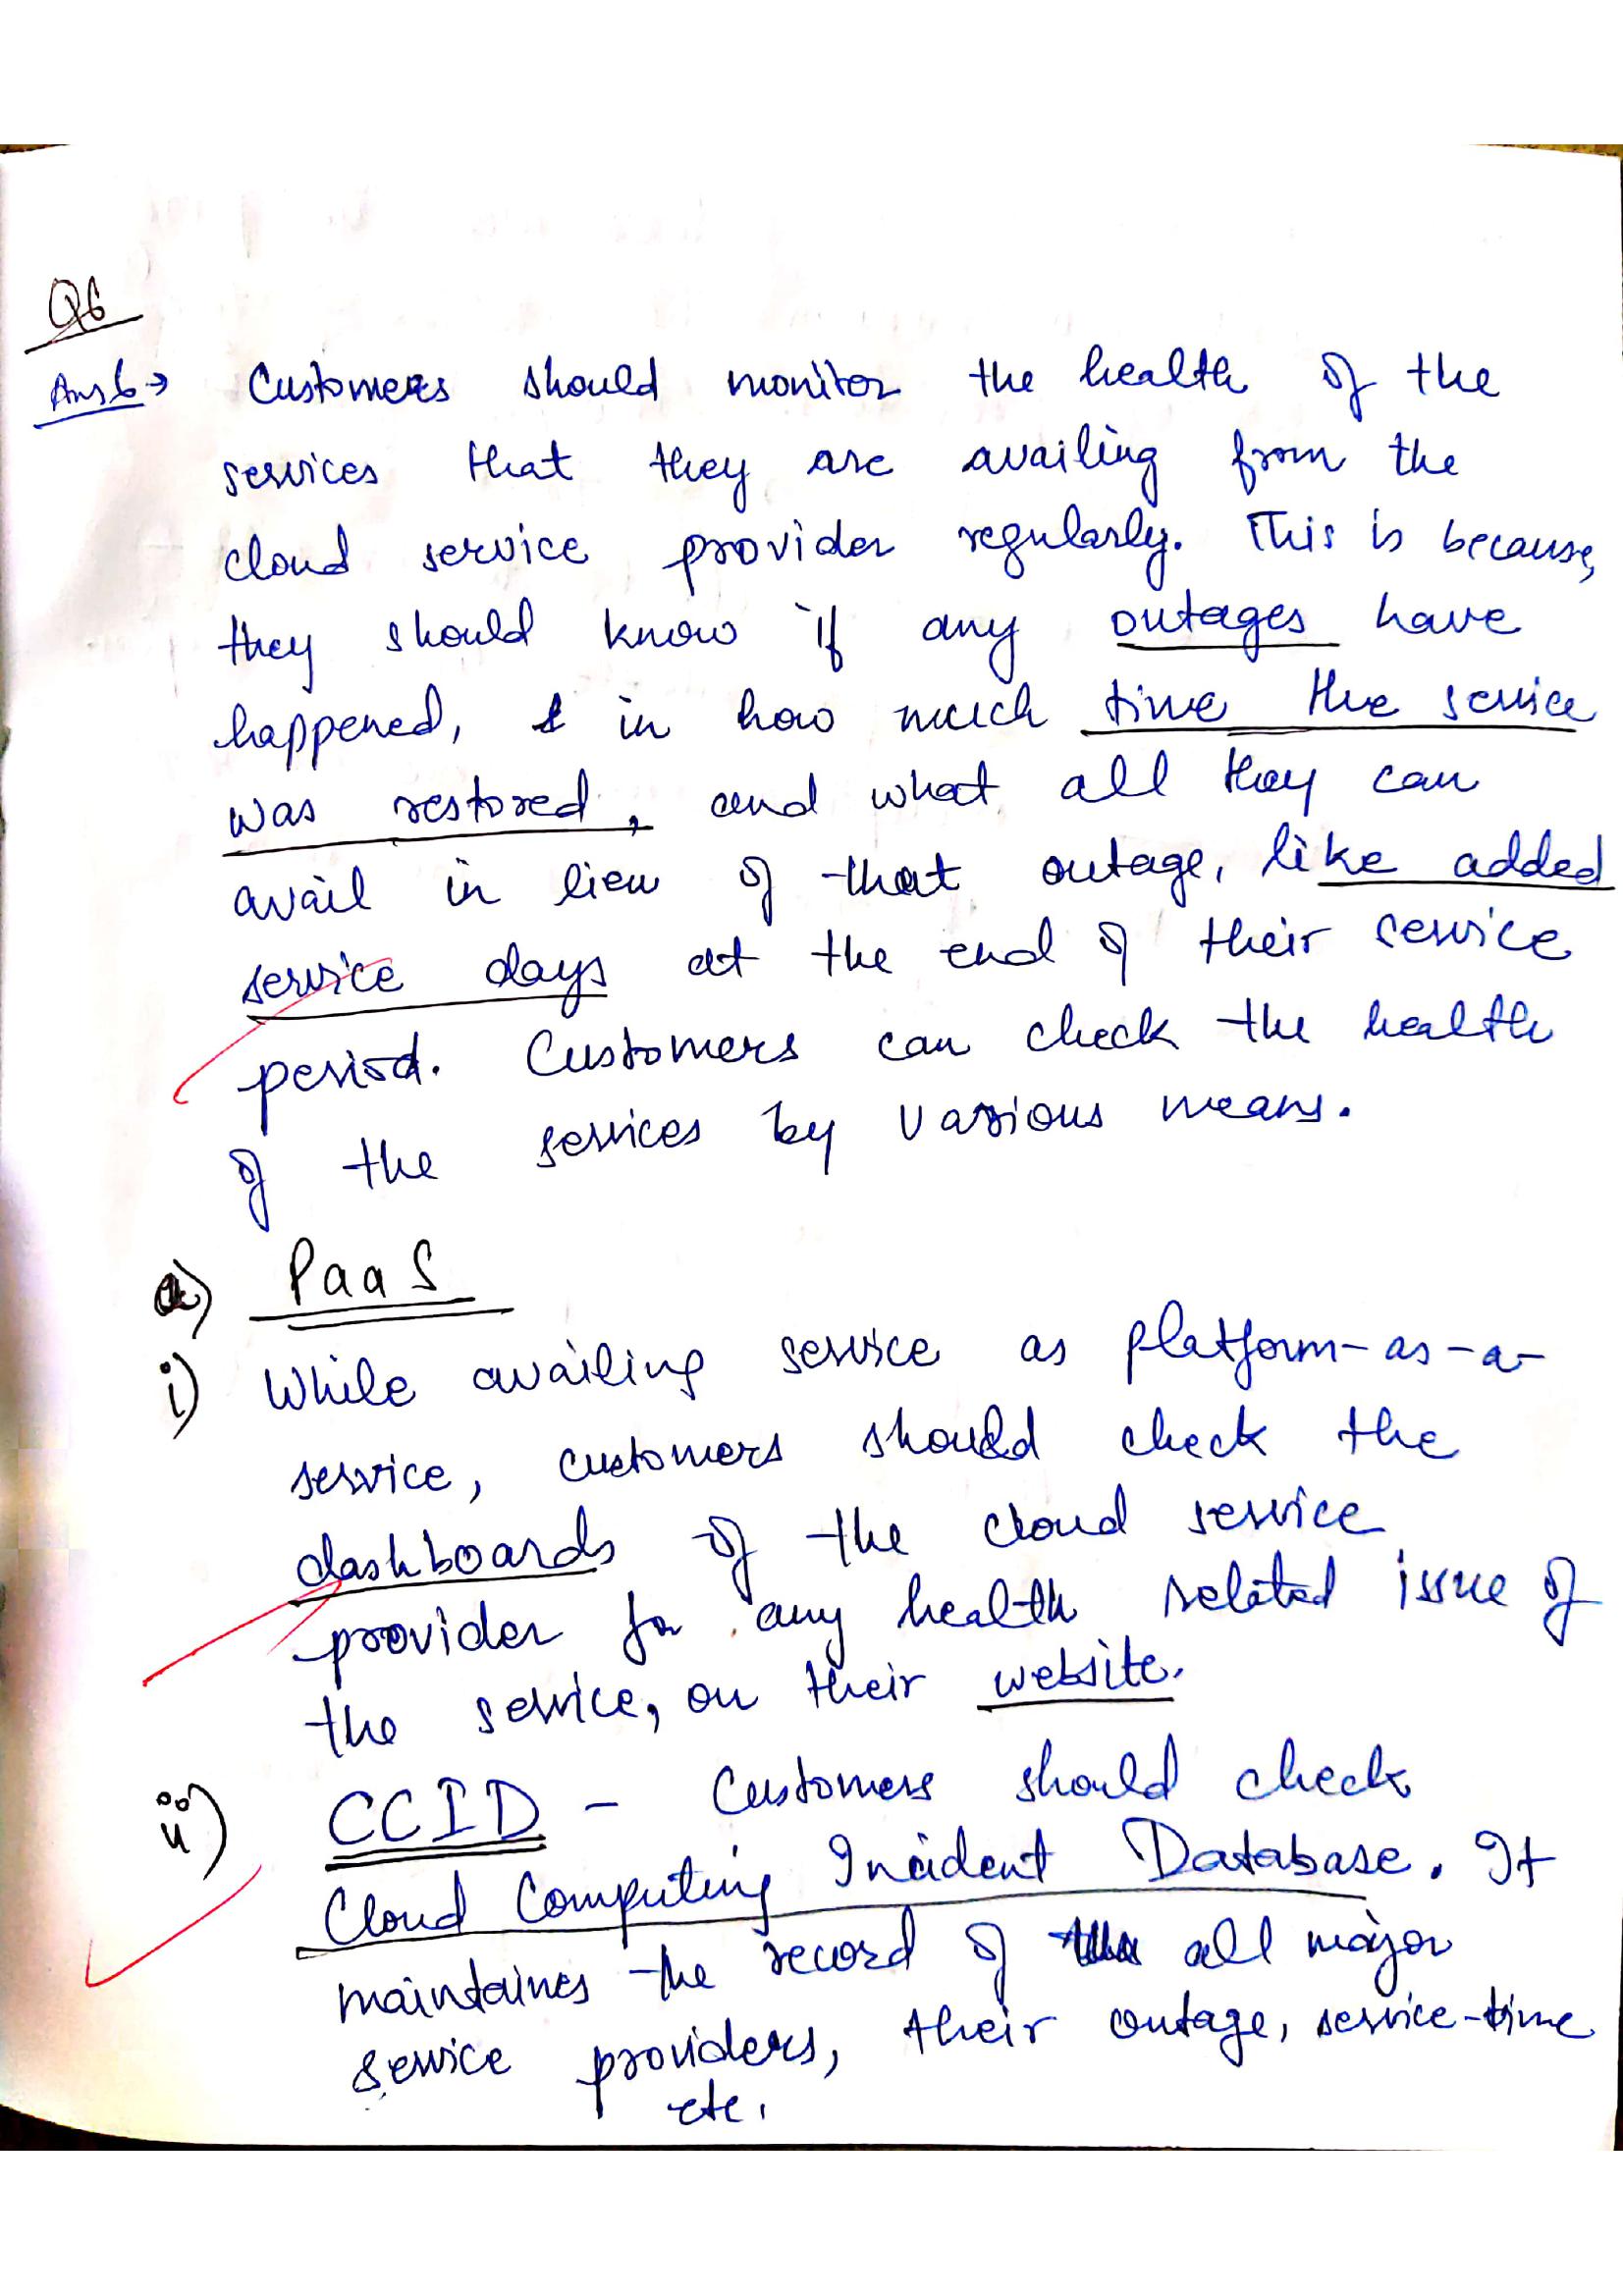 Q6
Ans6→ Customers should monitor the health of the
services that they are availing from the
cloud service provider regularly. This is because,
they should know if any outages have
happened, & in how much time the service
was restored, and what all they can
avail in lieu of that outage, like added
service days at the end of their service
period. Customers can check the health
of the services by various means.
a) PaaS
i) While availing service as platform-as-a-
service, customers should check the
dashboards of the cloud service
provider for any health related issue of
the service, on their website.
ii) CCID - Customers should check
Cloud Computing Incident Database. It
maintaines the record of all major
service providers, their outage, service-time
etc.